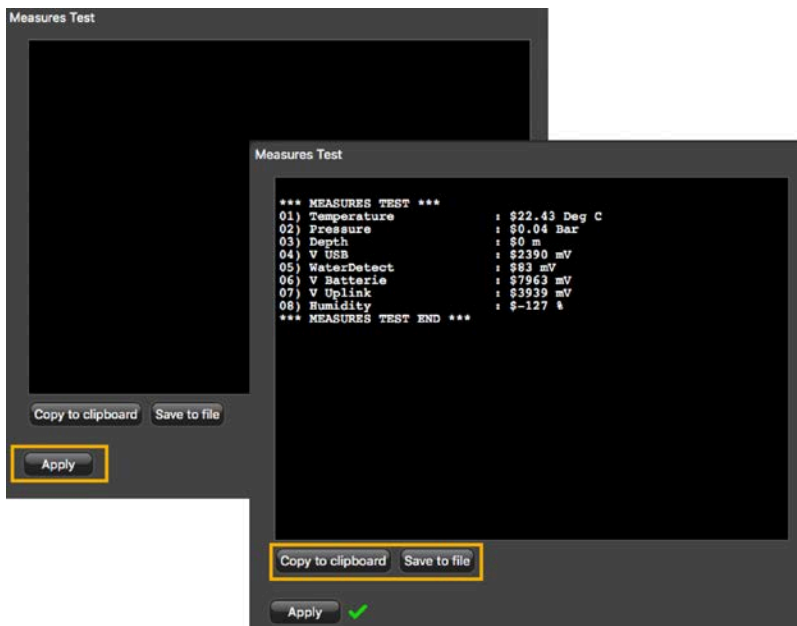 Measures Test
Copy to clipboard Save to file
Apply
Measures Test
*** MEASURES TEST ***
01) Temperature : $22.43 Deg C
02) Pressure : $0.04 Bar
03) Depth : $0 m
04) V USB : $2390 mV
05) WaterDetect : $83 mV
06) V Batterie : $7963 mV
07) V Uplink : $3939 mV
08) Humidity : $-127 %
*** MEASURES TEST END ***
Copy to clipboard Save to file
Apply